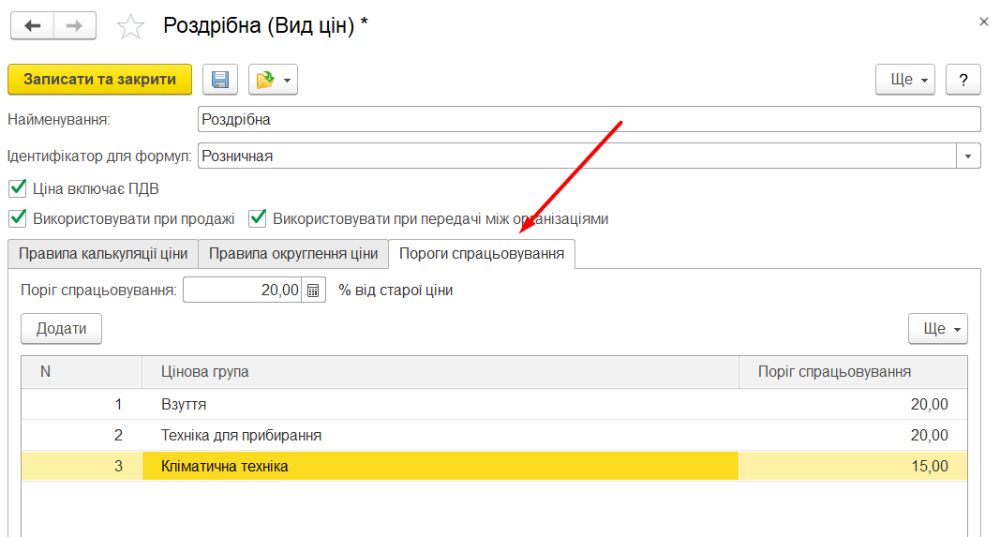 Роздрібна (Вид цін) *
Записати та закрити Ще ?
Найменування: Роздрібна
Ідентифікатор для формул: Розничная
Ціна включає ПДВ
Використовувати при продажі Використовувати при передачі між організаціями
Правила калькуляції ціни Правила округлення ціни Пороги спрацьовування
Поріг спрацьовування: 20,00 % від старої ціни
Додати Ще
N Цінова група Поріг спрацьовування
1 Взуття 20,00
2 Техніка для прибирання 20,00
3 Кліматична техніка 15,00